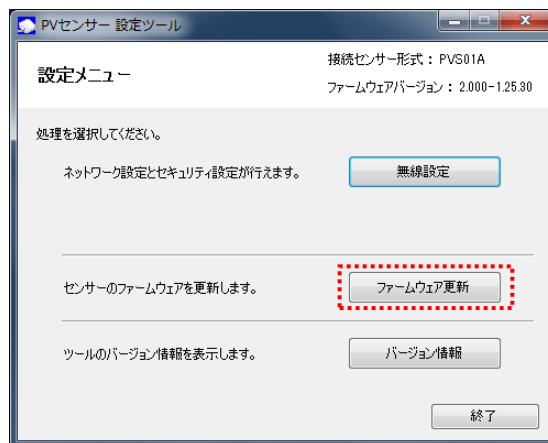 PVセンサー 設定ツール
設定メニュー
接続センサー形式： PVS01A
ファームウェアバージョン： 2.000-1.25.30
処理を選択してください。
ネットワーク設定とセキュリティ設定が行えます。
無線設定
センサーのファームウェアを更新します。
ファームウェア更新
ツールのバージョン情報を表示します。
バージョン情報
終了